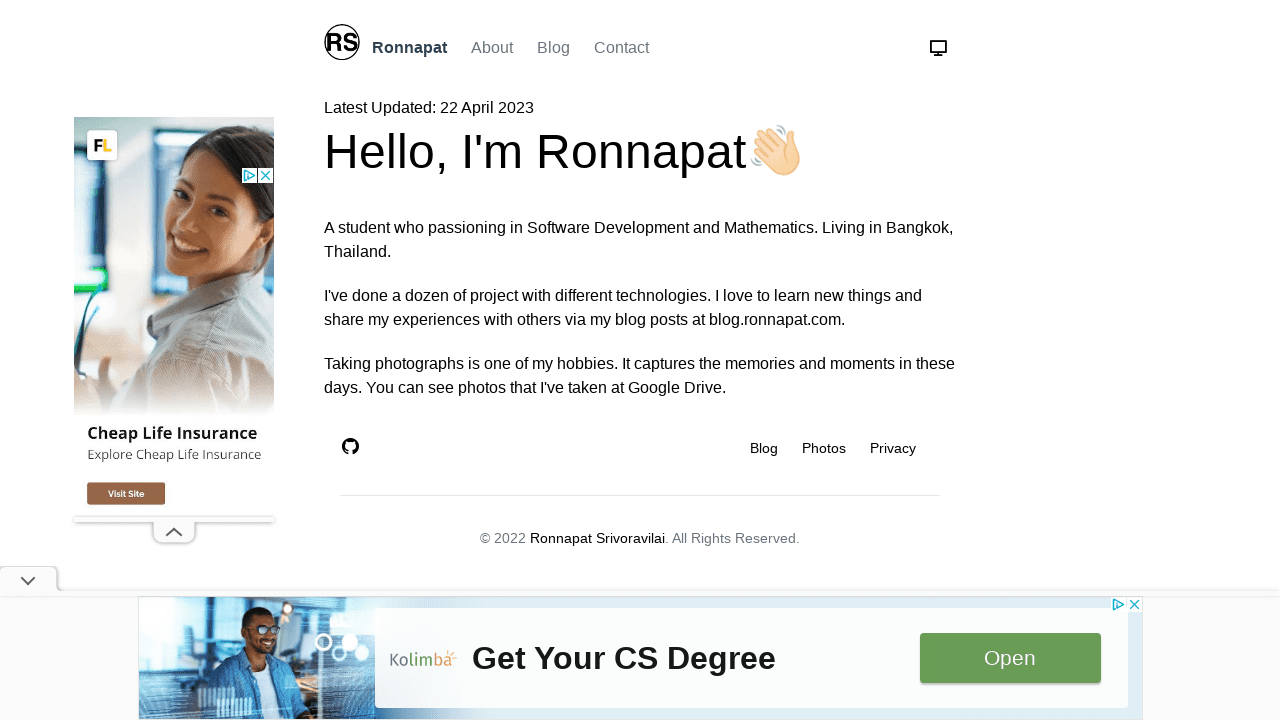 RS Ronnapat About Blog Contact
Latest Updated: 22 April 2023
Hello, I'm Ronnapat👋
A student who passioning in Software Development and Mathematics. Living in Bangkok,
Thailand.
I've done a dozen of project with different technologies. I love to learn new things and
share my experiences with others via my blog posts at blog.ronnapat.com.
Taking photographs is one of my hobbies. It captures the memories and moments in these
days. You can see photos that I've taken at Google Drive.
Blog Photos Privacy
© 2022 Ronnapat Srivoravilai. All Rights Reserved.
FL
Cheap Life Insurance
Explore Cheap Life Insurance
Visit Site
Kolimba
Get Your CS Degree
Open